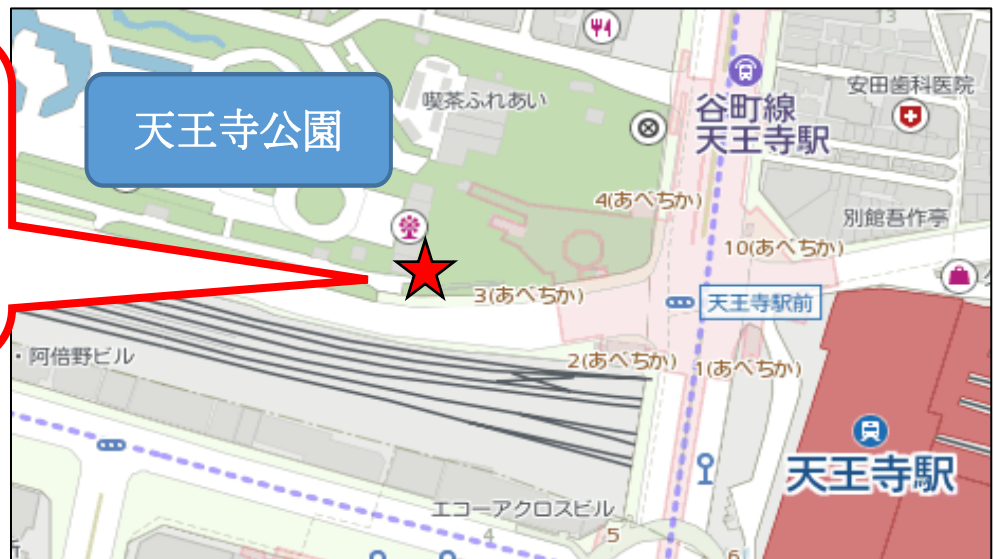 13
安田歯科医院
喫茶ふれあい
谷町線
天王寺駅
天王寺公園
4(あべちか)
別館吾作亭
10(あべちか)
3(あべちか)
天王寺駅前
・阿倍野ビル
2(あべちか)
1(あべちか)
天王寺駅
エコーアクロスビル
4
5
6